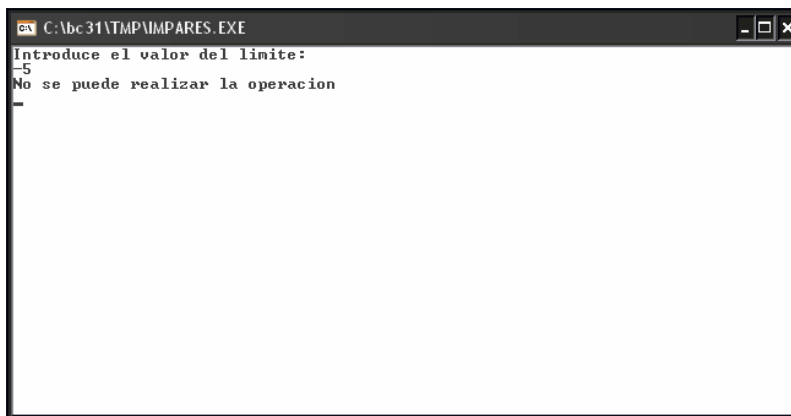 C:\bc31\TMP\IMPARES.EXE
Introduce el valor del limite:
-5
No se puede realizar la operacion